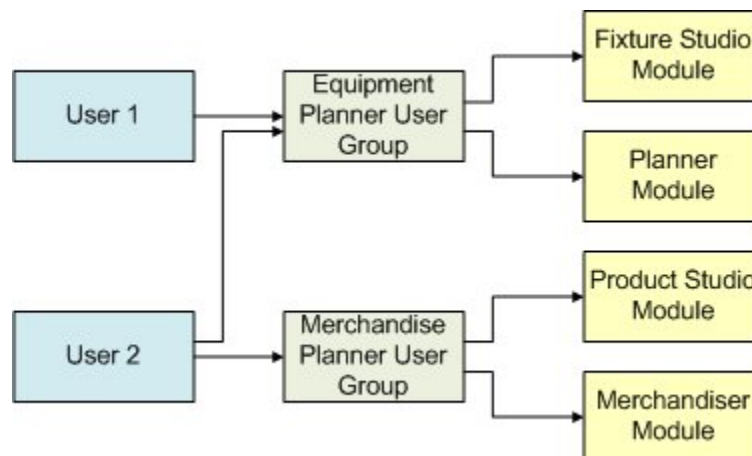 Fixture Studio
Module
User 1
Equipment
Planner User
Group
Planner
Module
Product Studio
Module
User 2
Merchandise
Planner User
Group
Merchandiser
Module